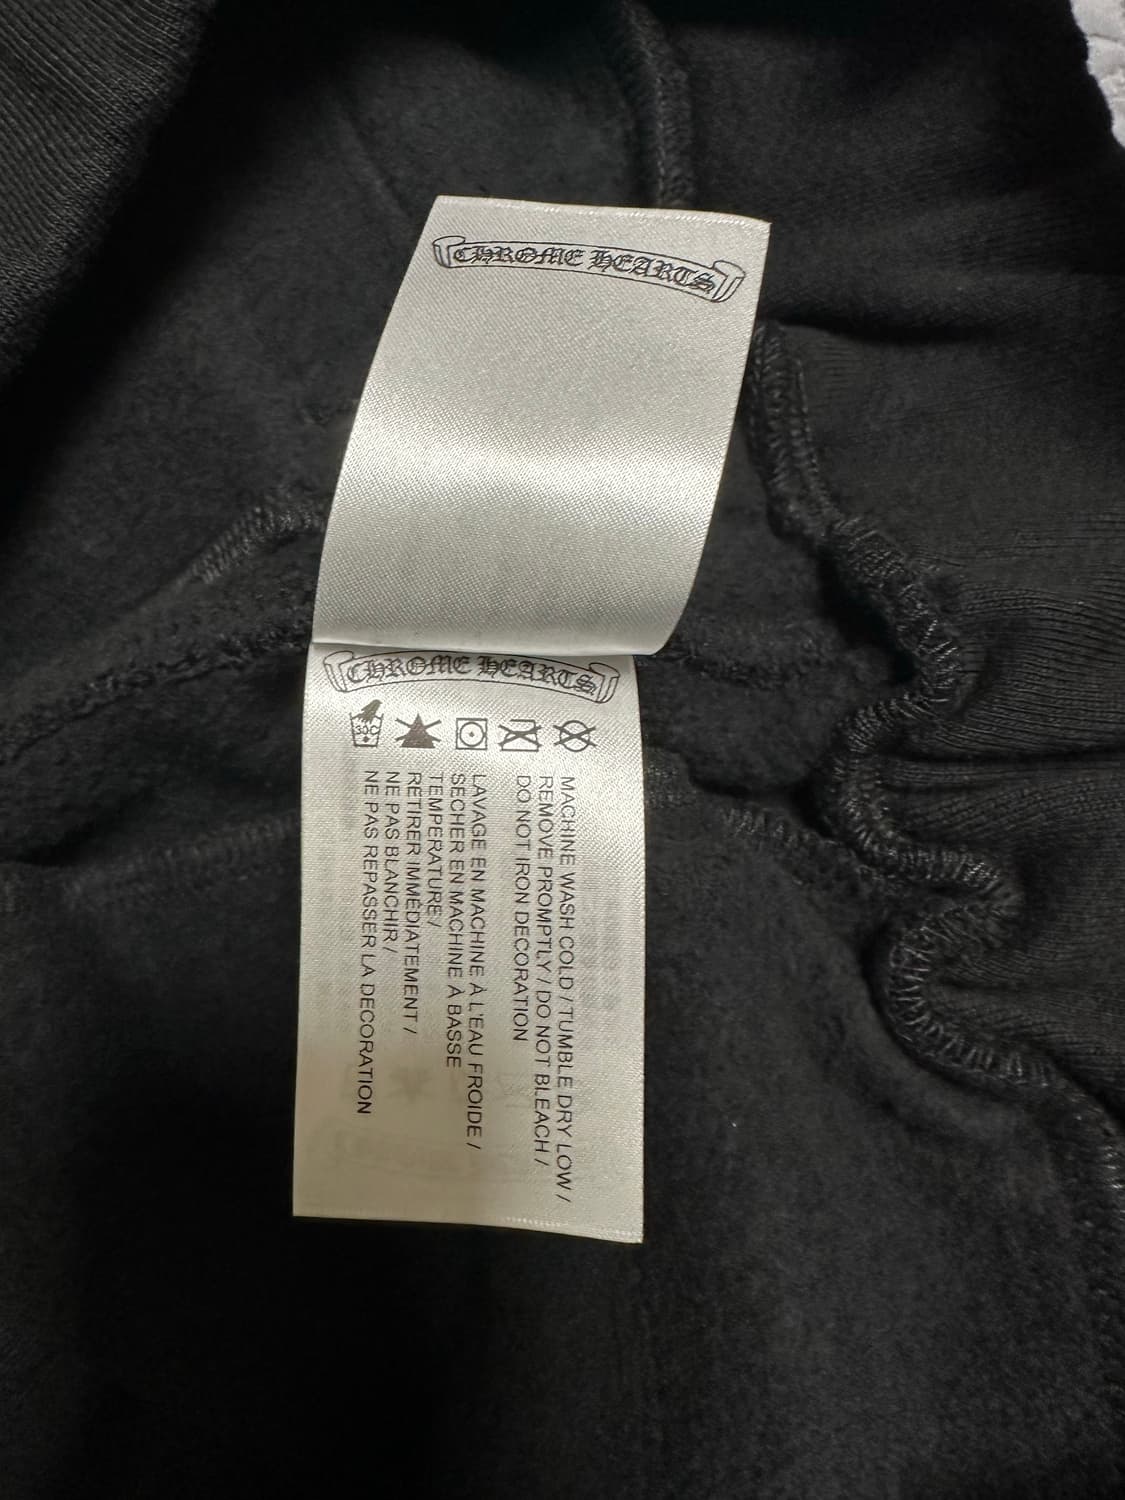 CHROME HEARTS
CHROME HEARTS
30
MACHINE WASH COLD / TUMBLE DRY LOW /
REMOVE PROMPTLY / DO NOT BLEACH /
DO NOT IRON DECORATION
LAVAGE EN MACHINE À L'EAU FROIDE /
SECHER EN MACHINE À BASSE
TEMPERATURE /
RETIRER IMMÉDIATEMENT /
NE PAS BLANCHIR /
NE PAS REPASSER LA DECORATION